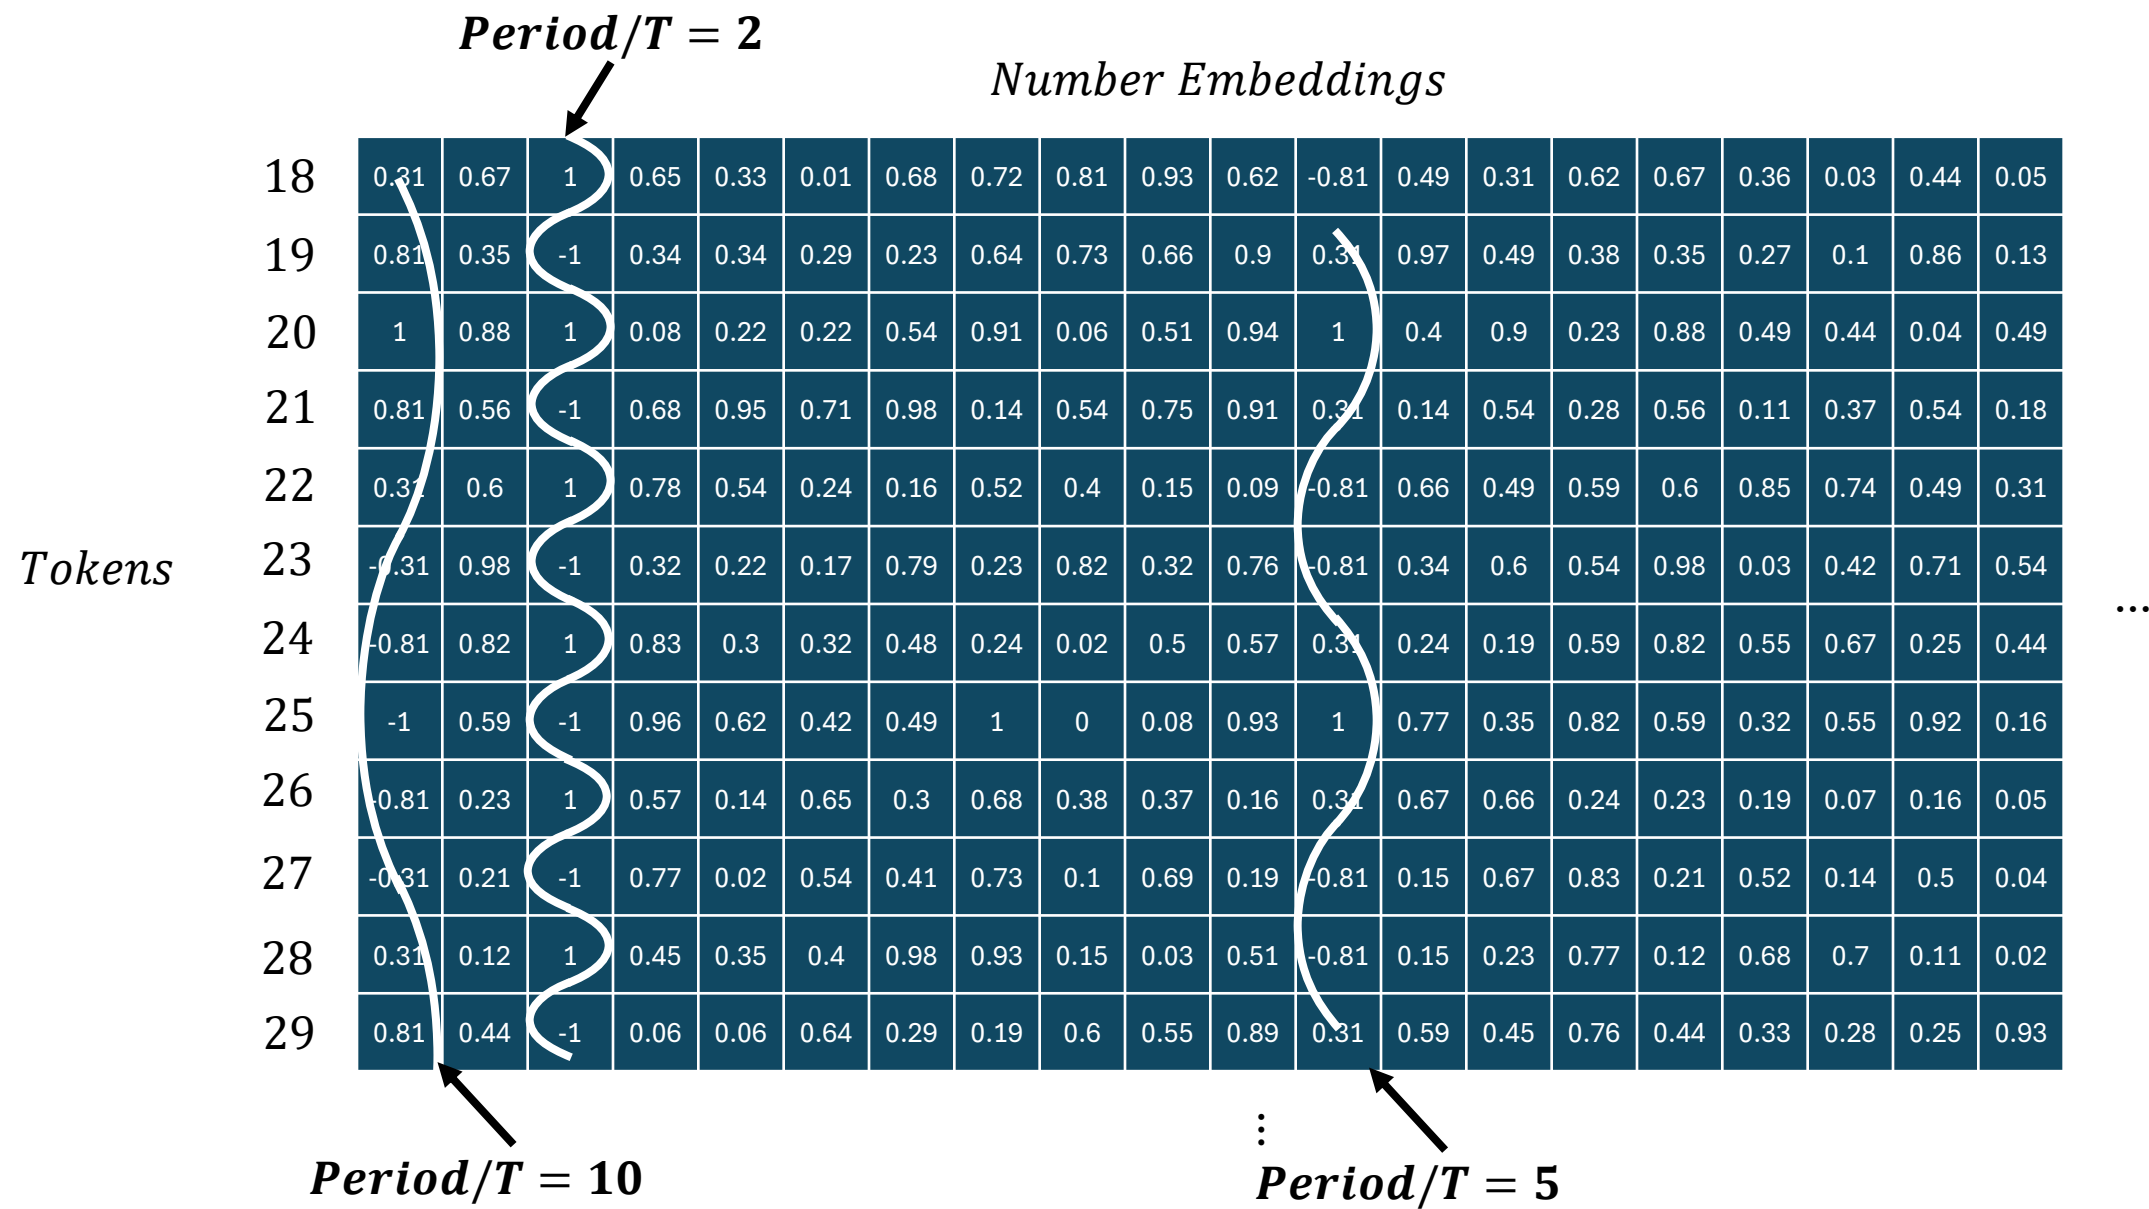 Period/T = 2
Number Embeddings
18 0.31 0.67 1 0.65 0.33 0.01 0.68 0.72 0.81 0.93 0.62 -0.81 0.49 0.31 0.62 0.67 0.36 0.03 0.44 0.05
19 0.81 0.35 -1 0.34 0.34 0.29 0.23 0.64 0.73 0.66 0.9 0.31 0.97 0.49 0.38 0.35 0.27 0.1 0.86 0.13
20 1 0.88 1 0.08 0.22 0.22 0.54 0.91 0.06 0.51 0.94 1 0.4 0.9 0.23 0.88 0.49 0.44 0.04 0.49
21 0.81 0.56 -1 0.68 0.95 0.71 0.98 0.14 0.54 0.75 0.91 0.31 0.14 0.54 0.28 0.56 0.11 0.37 0.54 0.18
22 0.31 0.6 1 0.78 0.54 0.24 0.16 0.52 0.4 0.15 0.09 -0.81 0.66 0.49 0.59 0.6 0.85 0.74 0.49 0.31
Tokens
23 -0.31 0.98 -1 0.32 0.22 0.17 0.79 0.23 0.82 0.32 0.76 -0.81 0.34 0.6 0.54 0.98 0.03 0.42 0.71 0.54
...
24 -0.81 0.82 1 0.83 0.3 0.32 0.48 0.24 0.02 0.5 0.57 0.31 0.24 0.19 0.59 0.82 0.55 0.67 0.25 0.44
25 -1 0.59 -1 0.96 0.62 0.42 0.49 1 0 0.08 0.93 1 0.77 0.35 0.82 0.59 0.32 0.55 0.92 0.16
26 -0.81 0.23 1 0.57 0.14 0.65 0.3 0.68 0.38 0.37 0.16 0.31 0.67 0.66 0.24 0.23 0.19 0.07 0.16 0.05
27 -0.31 0.21 -1 0.77 0.02 0.54 0.41 0.73 0.1 0.69 0.19 -0.81 0.15 0.67 0.83 0.21 0.52 0.14 0.5 0.04
28 0.31 0.12 1 0.45 0.35 0.4 0.98 0.93 0.15 0.03 0.51 -0.81 0.15 0.23 0.77 0.12 0.68 0.7 0.11 0.02
29 0.81 0.44 -1 0.06 0.06 0.64 0.29 0.19 0.6 0.55 0.89 0.31 0.59 0.45 0.76 0.44 0.33 0.28 0.25 0.93
⋮
Period/T = 10
Period/T = 5